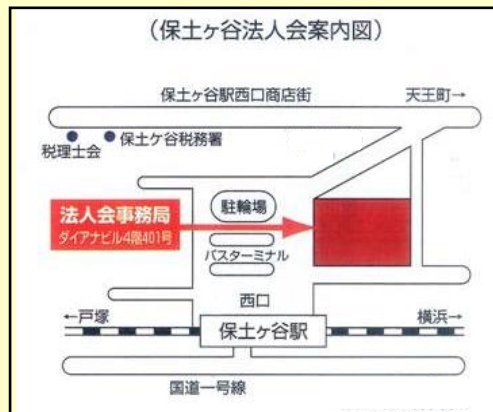 （保土ヶ谷法人会案内図）
保土ヶ谷駅西口商店街
天王町→
保土ケ谷税務署
税理士会
法人会事務局
ダイアナビル4階401号
駐輪場
バスターミナル
西口
←戸塚
横浜→
保土ヶ谷駅
国道一号線